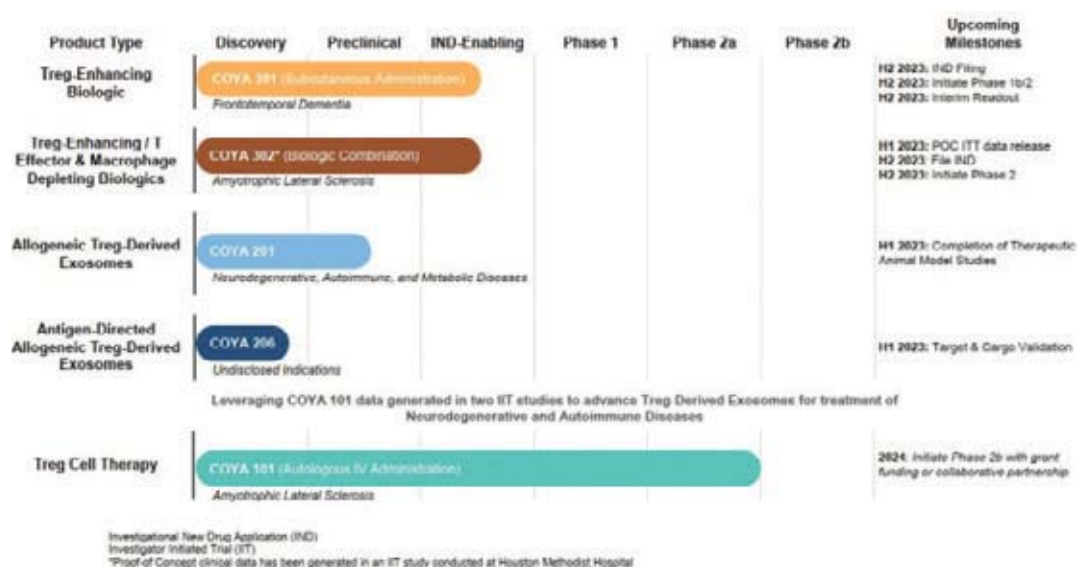 Product Type
Discovery
Preclinical
IND-Enabling
Phase 1
Phase 2a
Phase 2b
Upcoming
Milestones
Treg-Enhancing
Biologic
COYA 301 (Subcutaneous Administration)
Frontotemporal Dementia
H2 2023: IND Filing
H2 2023: Initiate Phase 1b/2
H2 2023: Interim Readout
Treg-Enhancing / T
Effector & Macrophage
Depleting Biologics
COYA 302* (Biologic Combination)
Amyotrophic Lateral Sclerosis
H1 2023: POC ITT data release
H2 2023: File IND
H2 2023: Initiate Phase 2
Allogeneic Treg-Derived
Exosomes
COYA 201
Neurodegenerative, Autoimmune, and Metabolic Diseases
H1 2023: Completion of Therapeutic
Animal Model Studies
Antigen-Directed
Allogeneic Treg-Derived
Exosomes
COYA 206
Undisclosed Indications
H1 2023: Target & Cargo Validation
Leveraging COYA 101 data generated in two IIT studies to advance Treg Derived Exosomes for treatment of
Neurodegenerative and Autoimmune Diseases
Treg Cell Therapy
COYA 101 (Autologous IV Administration)
Amyotrophic Lateral Sclerosis
2024: Initiate Phase 2b with grant
funding or collaborative partnership
Investigational New Drug Application (IND)
Investigator Initiated Trial (IIT)
*Proof of Concept clinical data has been generated in an IIT study conducted at Houston Methodist Hospital